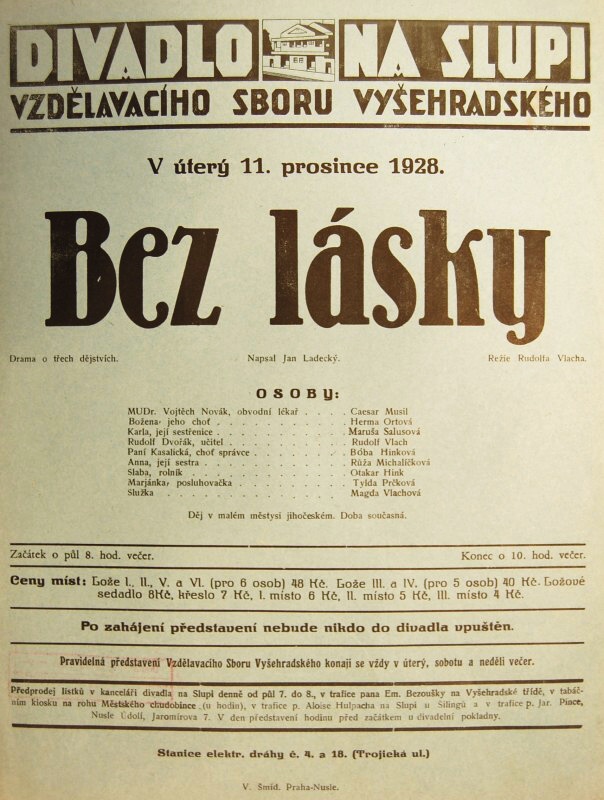 DIVADLO NA SLUPI
VZDĚLAVACÍHO SBORU VYŠEHRADSKÉHO
V úterý 11. prosince 1928.
Bez lásky
Drama o třech dějstvích. Napsal Jan Ladecký. Režie Rudolfa Vlacha.
OSOBY:
MUDr. Vojtěch Novák, obvodní lékař . . . . Caesar Musil
Božena, jeho choť . . . . . . . . . . . . Herma Ortová
Karla, její sestřenice . . . . . . . . . . . Maruša Salusová
Rudolf Dvořák, učitel . . . . . . . . . . . Rudolf Vlach
Paní Kasalická, choť správce . . . . . . . . Bóba Hinková
Anna, její sestra . . . . . . . . . . . . . Růža Michalíčková
Slaba, rolník . . . . . . . . . . . . . . Otakar Hink
Marjánka, posluhovačka . . . . . . . . . . Tylda Prčková
Služka . . . . . . . . . . . . . . . . Magda Vlachová
Děj v malém městysi jihočeském. Doba současná.
Začátek o půl 8. hod. večer. Konec o 10. hod. večer.
Ceny míst: Lože I., II., V. a VI. (pro 6 osob) 48 Kč. Lože III. a IV. (pro 5 osob) 40 Kč. Ložové
sedadlo 8Kč, křeslo 7 Kč, I. místo 6 Kč, II. místo 5 Kč, III. místo 4 Kč.
Po zahájení představení nebude nikdo do divadla vpuštěn.
Pravidelná představení Vzdělavacího Sboru Vyšehradského konají se vždy v úterý, sobotu a neděli večer.
Předprodej lístků v kanceláři divadla na Slupi denně od půl 7. do 8., v trafice pana Em. Bezoušky na Vyšehradské třídě, v tabáč-
ním kiosku na rohu Městského chudobince (u hodin), v trafice p. Aloise Hulpacha na Slupi u Šilingů a v trafice p. Jar. Pince,
Nusle Údolí, Jaromírova 7. V den představení hodinu před začátkem u divadelní pokladny.
Stanice elektr. dráhy č. 4 a 18. (Trojická ul.)
V. Šmíd, Praha-Nusle.